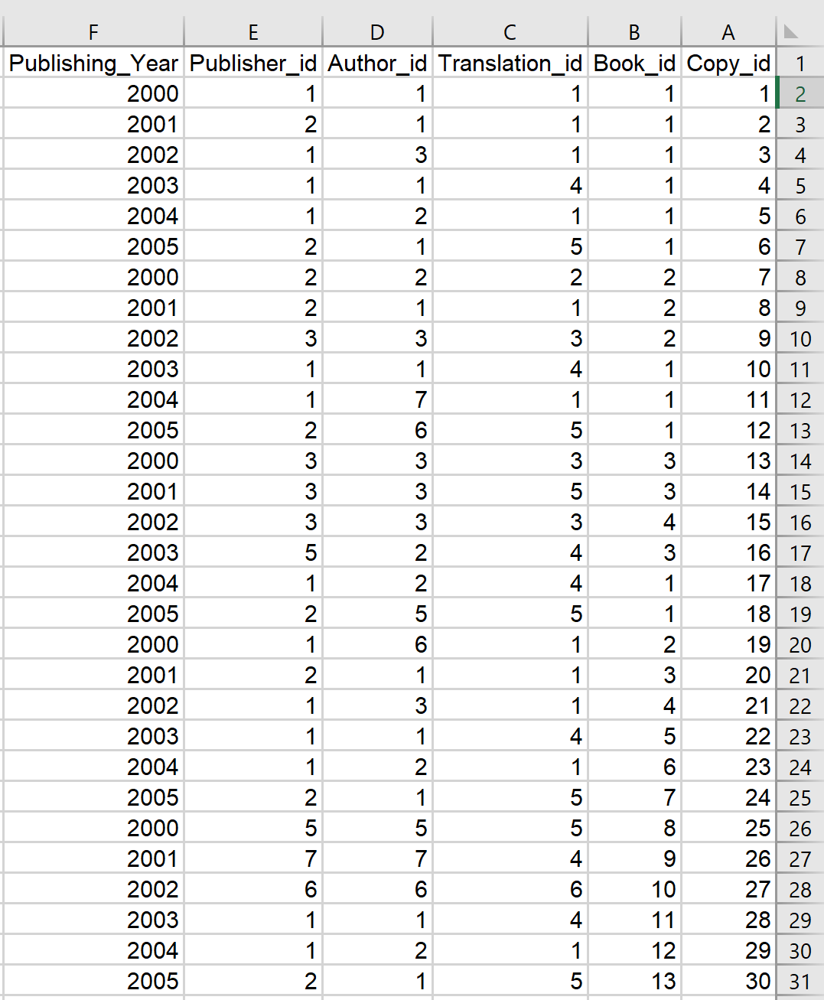 F E D C B A
Publishing_Year Publisher_id Author_id Translation_id Book_id Copy_id 1
2000 1 1 1 1 1 2
2001 2 1 1 1 2 3
2002 1 3 1 1 3 4
2003 1 1 4 1 4 5
2004 1 2 1 1 5 6
2005 2 1 5 1 6 7
2000 2 2 2 2 7 8
2001 2 1 1 2 8 9
2002 3 3 3 2 9 10
2003 1 1 4 1 10 11
2004 1 7 1 1 11 12
2005 2 6 5 1 12 13
2000 3 3 3 3 13 14
2001 3 3 5 3 14 15
2002 3 3 3 4 15 16
2003 5 2 4 3 16 17
2004 1 2 4 1 17 18
2005 2 5 5 1 18 19
2000 1 6 1 2 19 20
2001 2 1 1 3 20 21
2002 1 3 1 4 21 22
2003 1 1 4 5 22 23
2004 1 2 1 6 23 24
2005 2 1 5 7 24 25
2000 5 5 5 8 25 26
2001 7 7 4 9 26 27
2002 6 6 6 10 27 28
2003 1 1 4 11 28 29
2004 1 2 1 12 29 30
2005 2 1 5 13 30 31